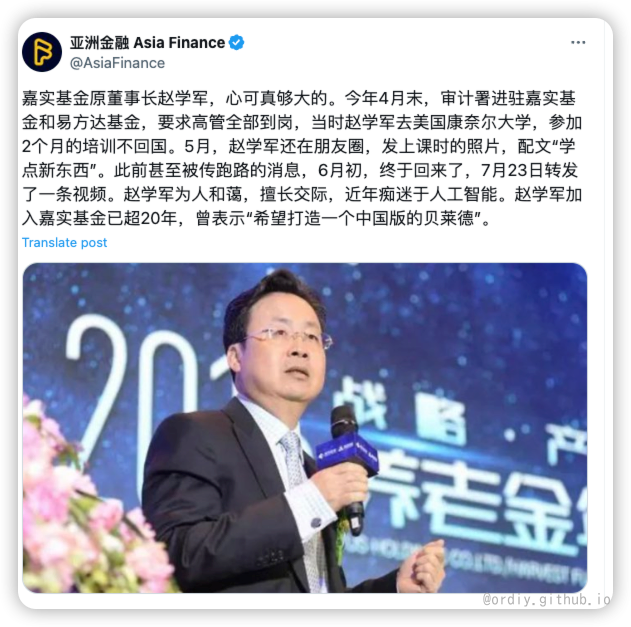 亚洲金融 Asia Finance
@AsiaFinance
嘉实基金原董事长赵学军，心可真够大的。今年4月末，审计署进驻嘉实基
金和易方达基金，要求高管全部到岗，当时赵学军去美国康奈尔大学，参加
2个月的培训不回国。5月，赵学军还在朋友圈，发上课时的照片，配文“学
点新东西”。此前甚至被传跑路的消息，6月初，终于回来了，7月23日转发
了一条视频。赵学军为人和蔼，擅长交际，近年痴迷于人工智能。赵学军加
入嘉实基金已超20年，曾表示“希望打造一个中国版的贝莱德”。
Translate post
201
战略·产
养老金
CO.,LTD./HARVEST F
@ordiy.github.io